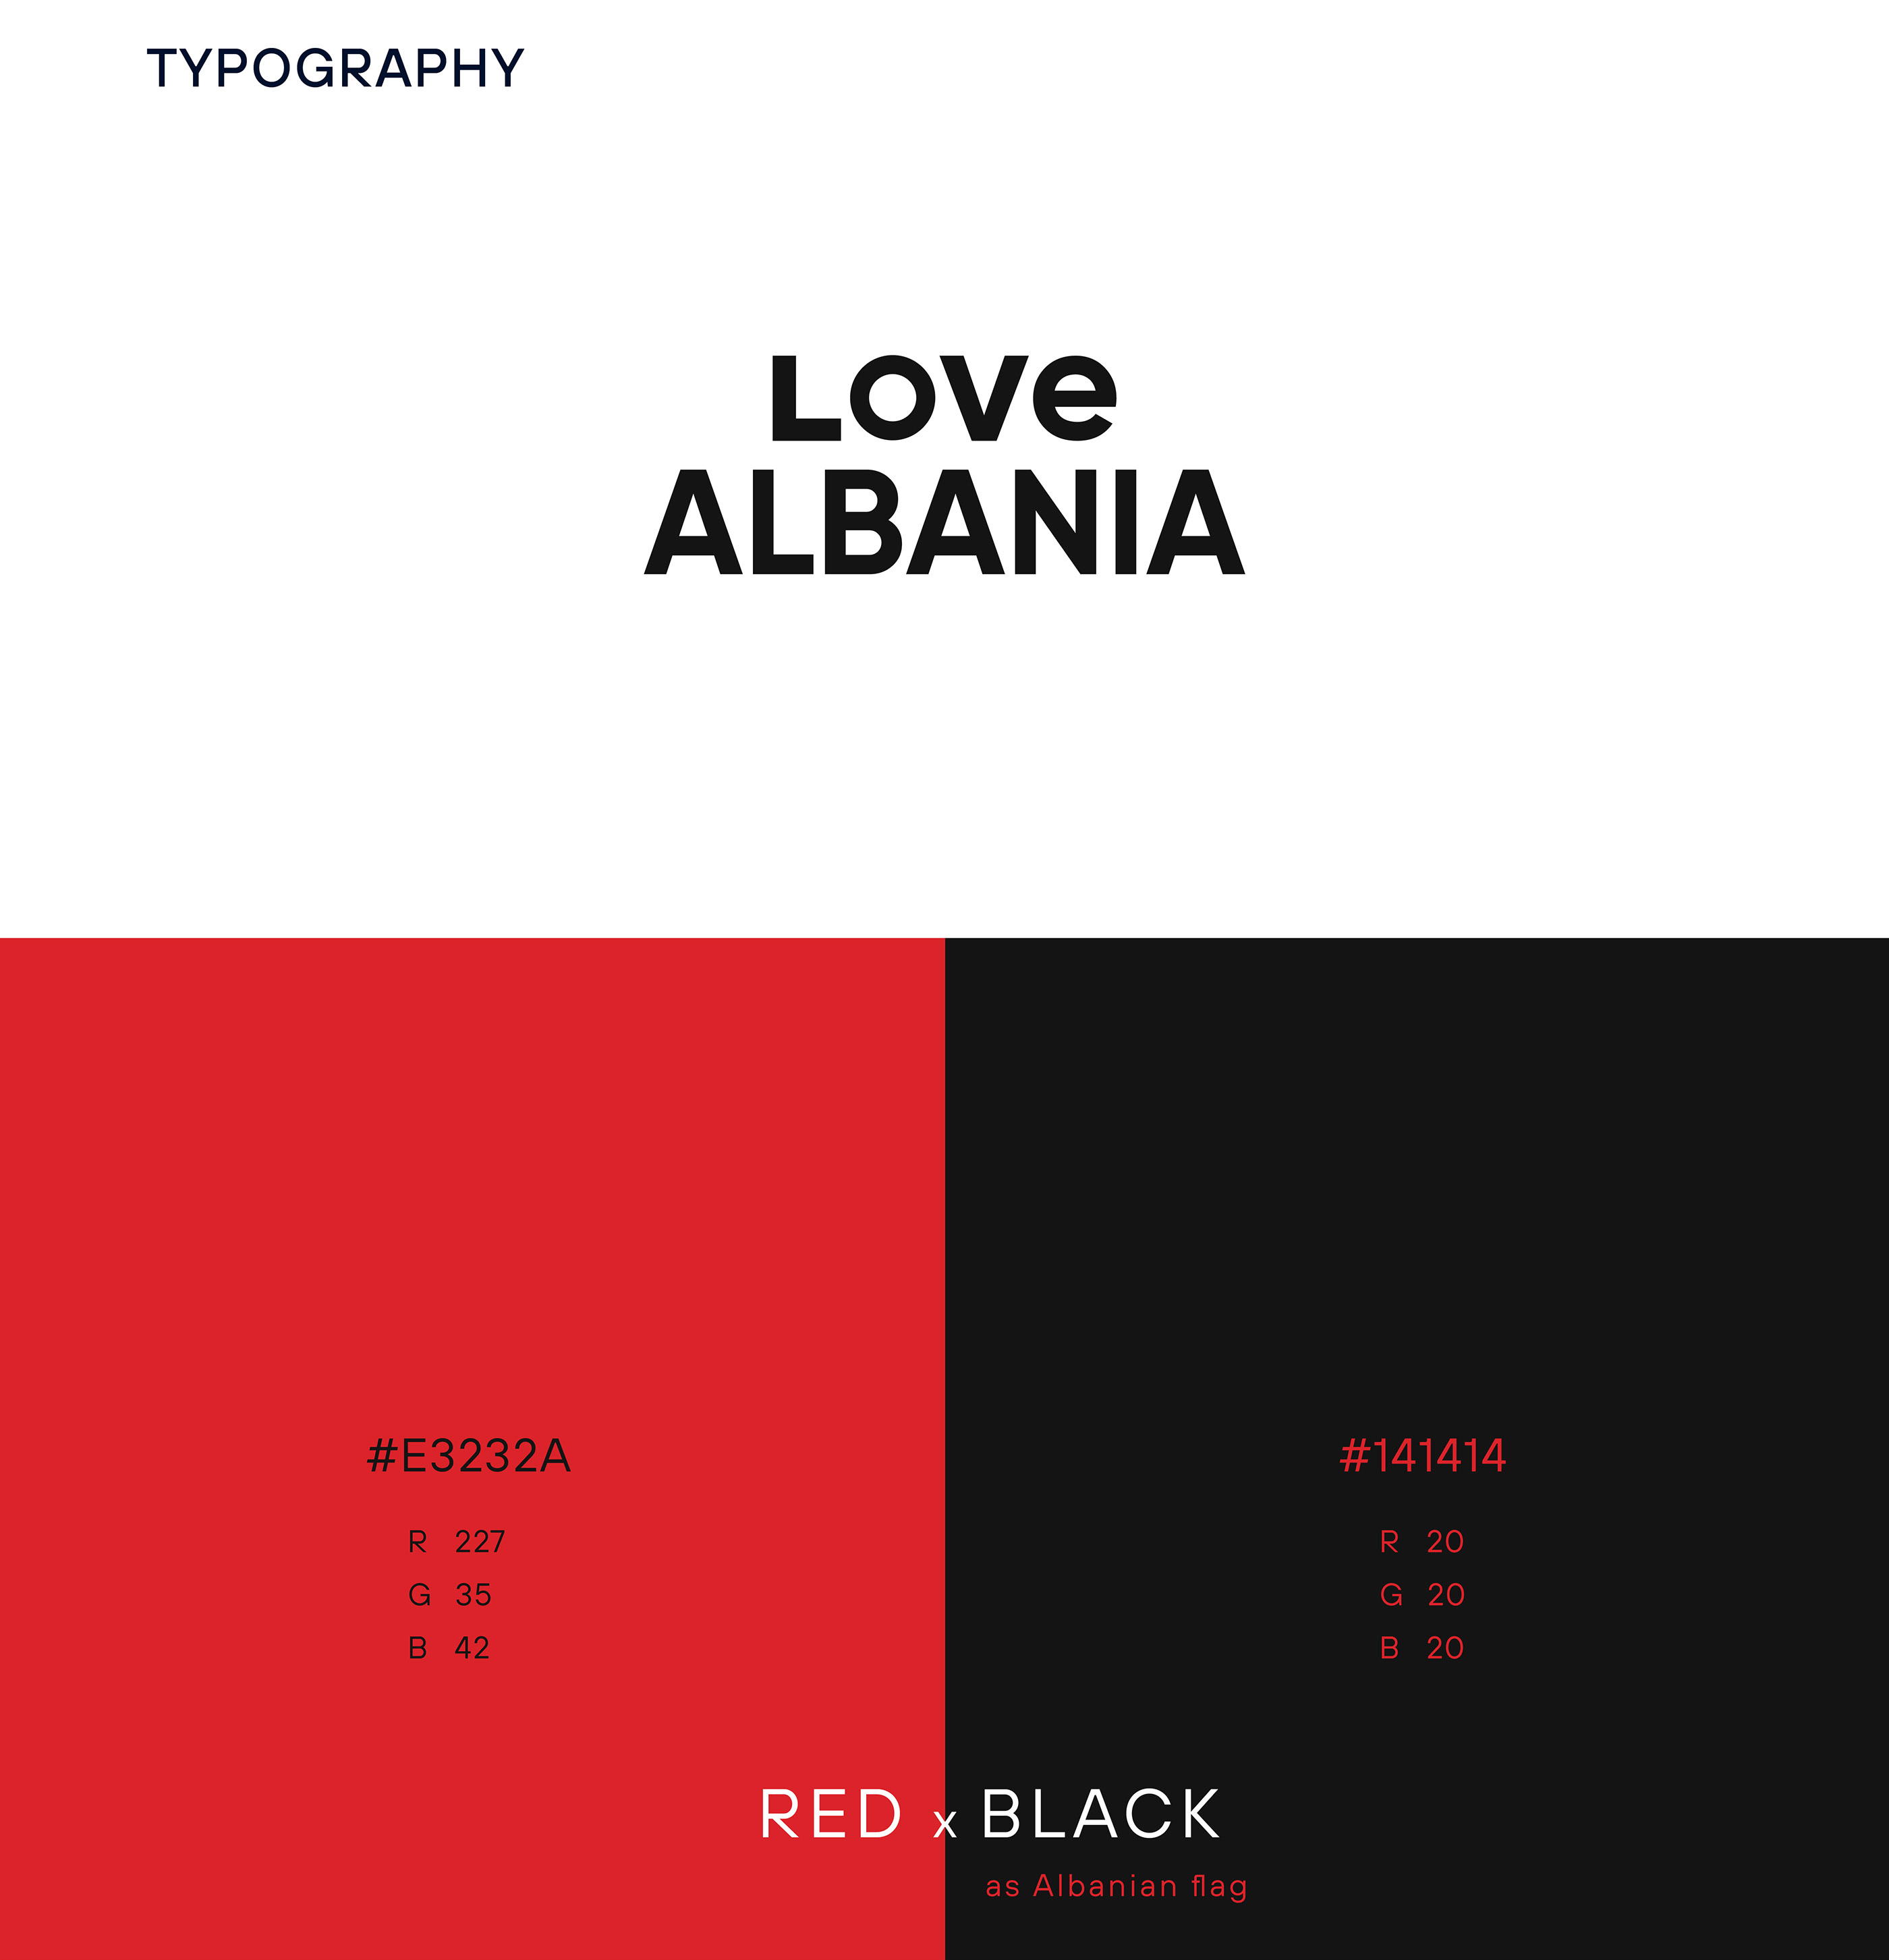 TYPOGRAPHY
Love
ALBANIA
#E3232A
R 227
G 35
B 42
#141414
R 20
G 20
B 20
RED x BLACK
as Albanian flag